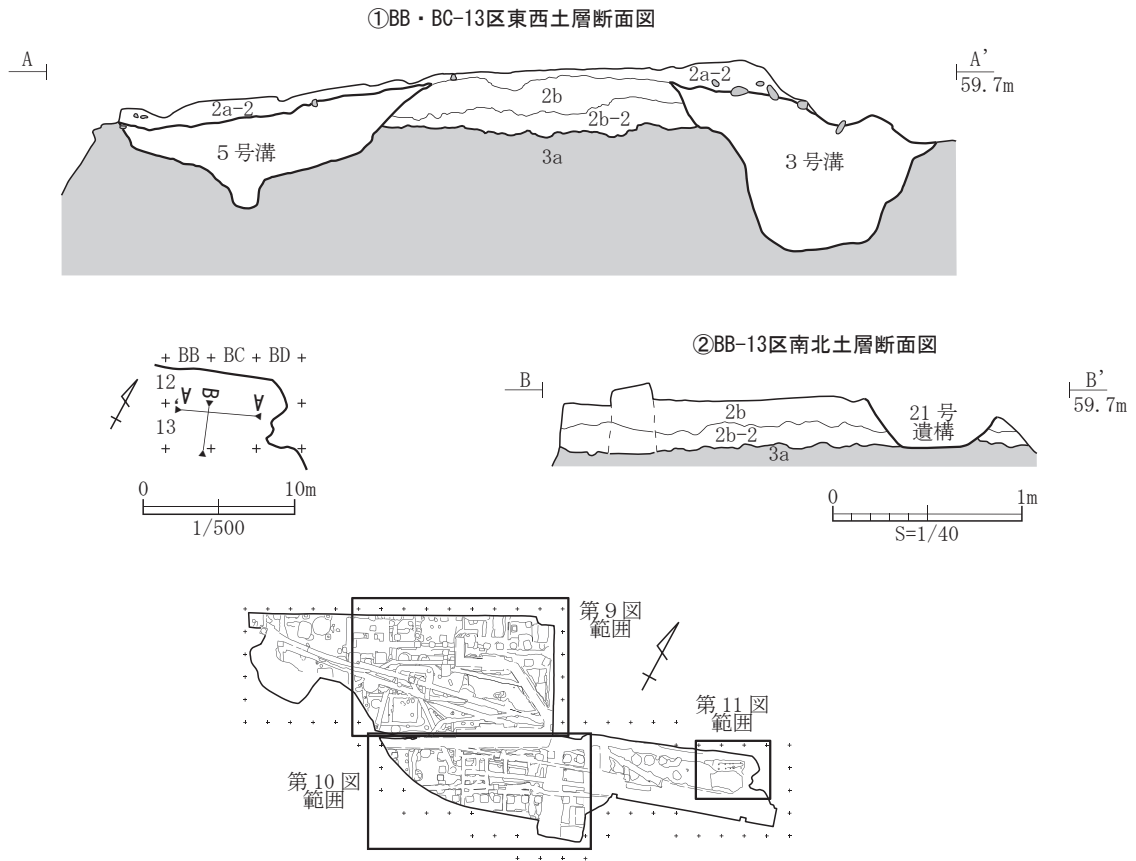 ①BB・BC-13区東西土層断面図
A
A’
59.7m
2a-2
2a-2
2b
2b-2
5号溝
3a
3号溝
②BB-13区南北土層断面図
+ BB + BC + BD +
12
A
B
A
13
B
B’
59.7m
2b
2b-2
3a
21号
遺構
0
10m
1/500
0
1m
S=1/40
第9図
範囲
第11図
範囲
第10図
範囲